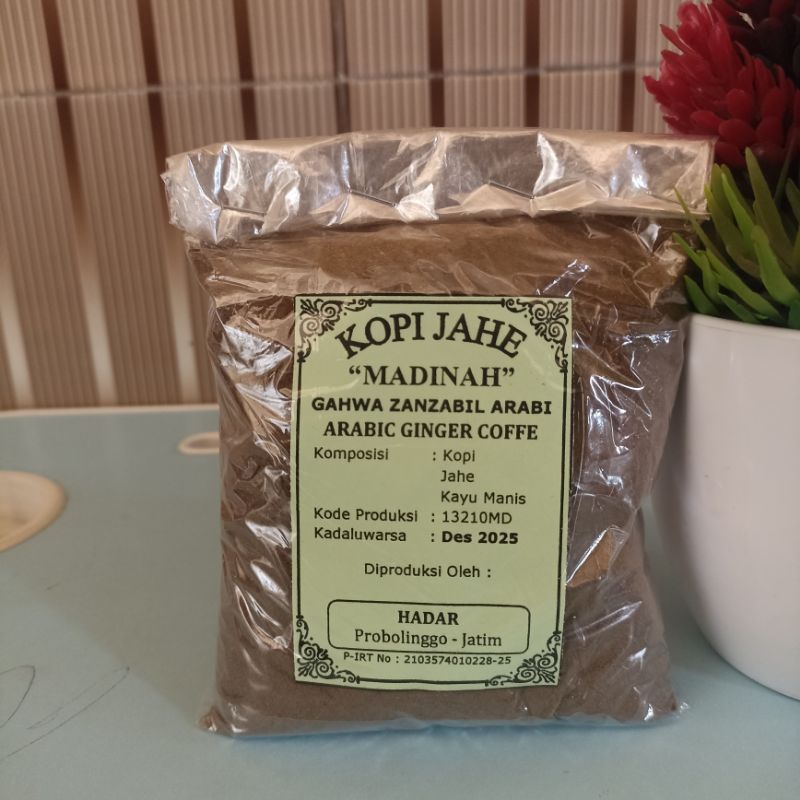 KOPI JAHE
“MADINAH”
GAHWA ZANZABIL ARABI
ARABIC GINGER COFFE
Komposisi : Kopi
Jahe
Kayu Manis
Kode Produksi : 13210MD
Kadaluwarsa : Des 2025
Diproduksi Oleh :
HADAR
Probolinggo - Jatim
P-IRT No : 2103574010228-25